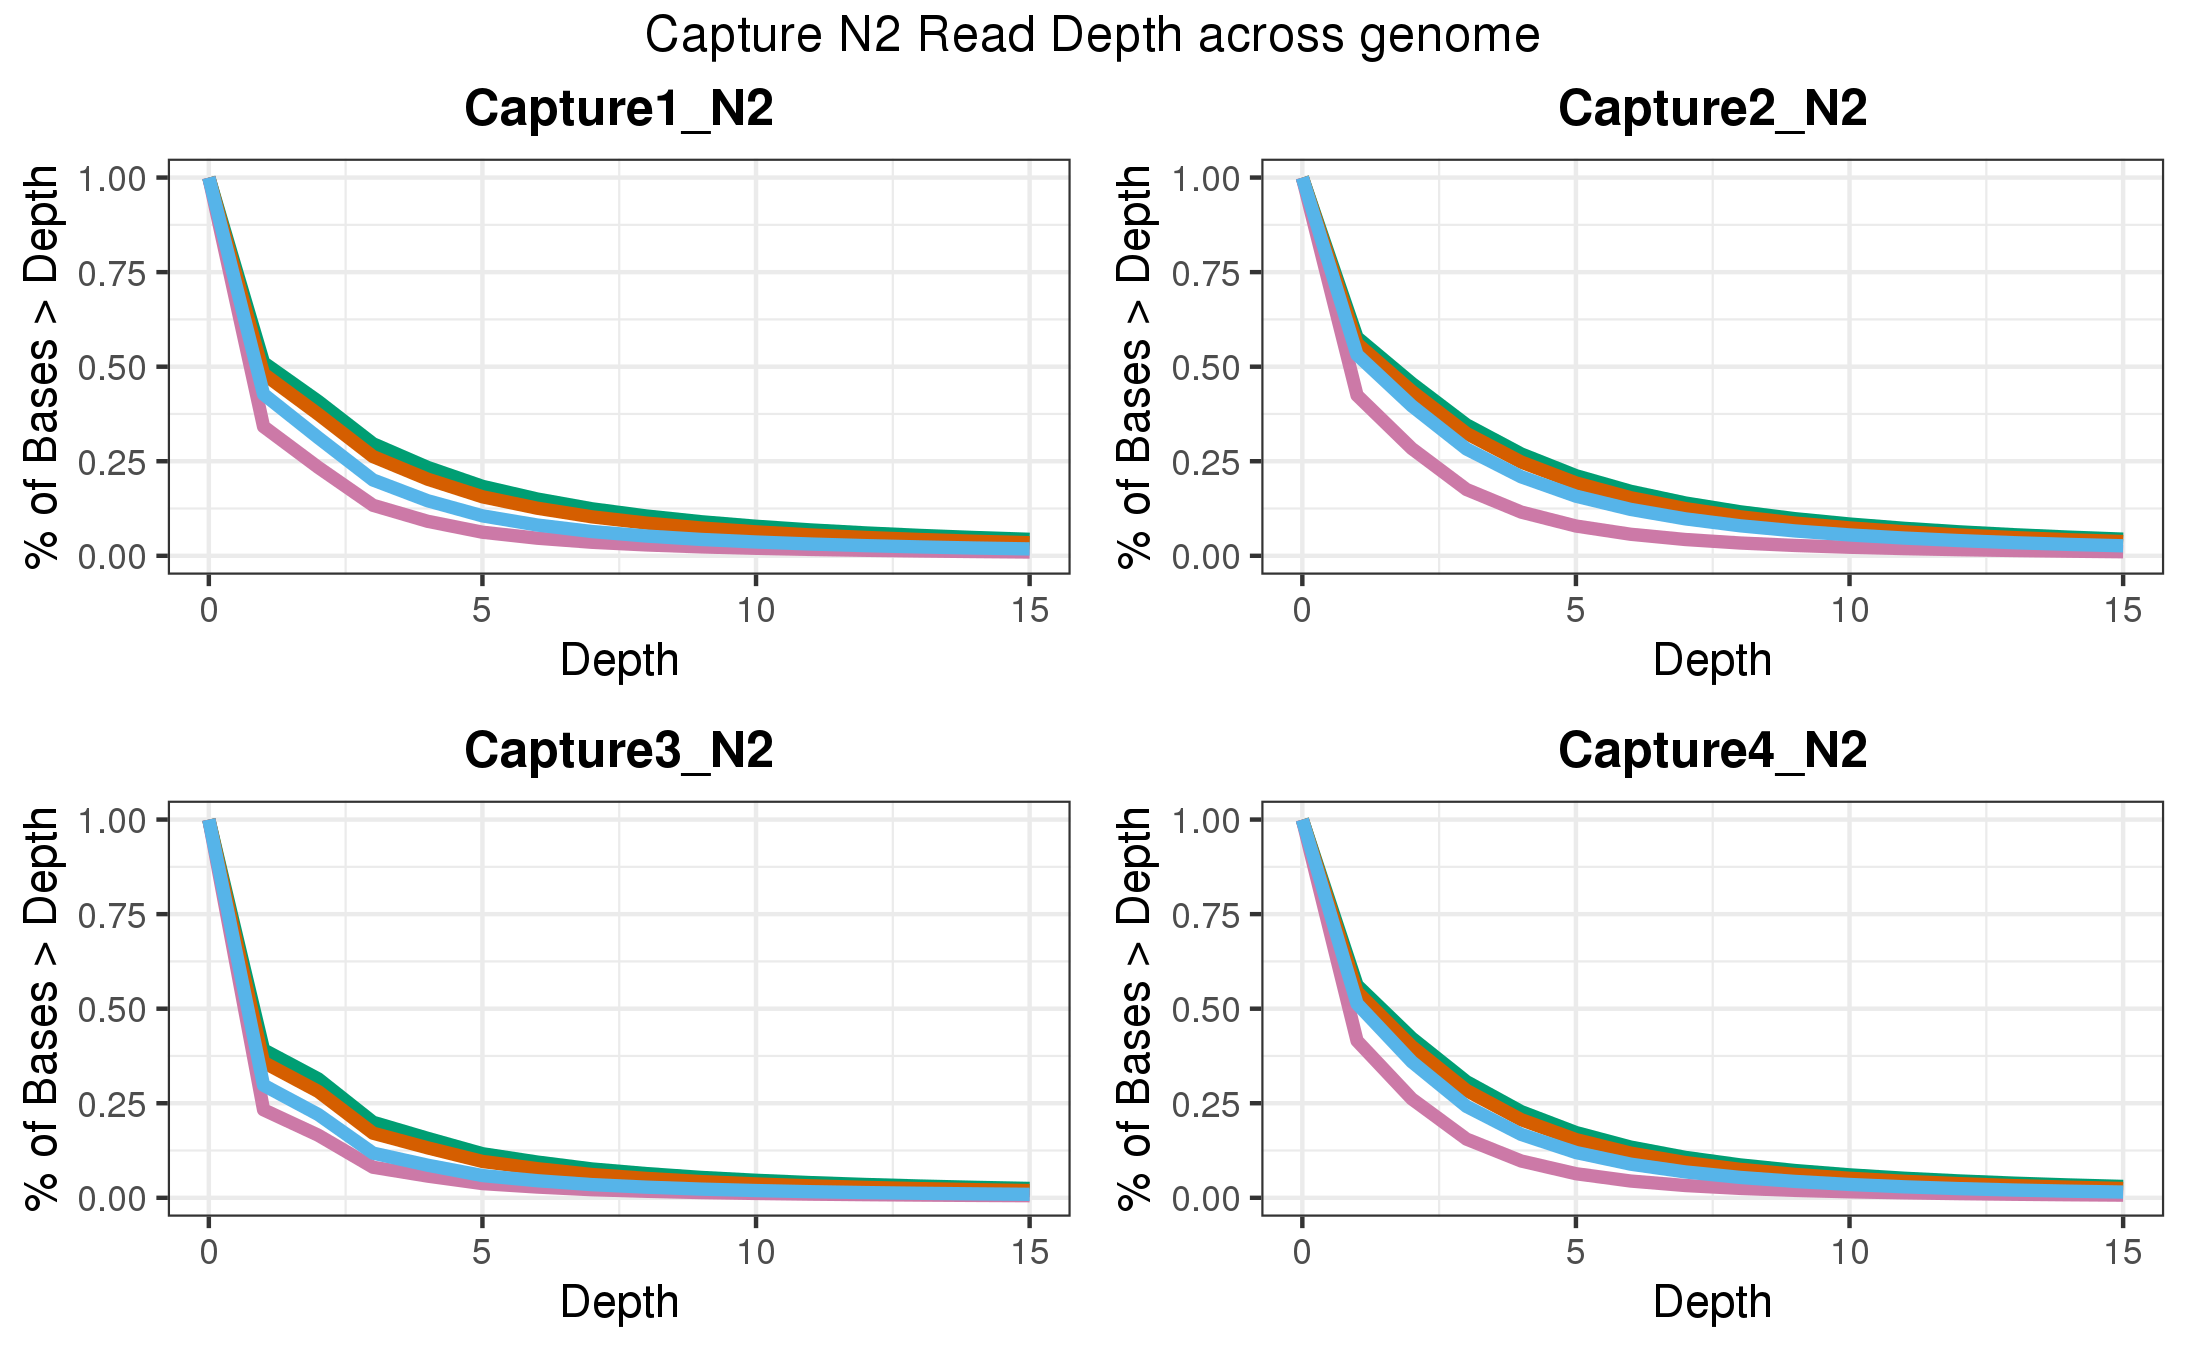 Capture N2 Read Depth across genome
Capture1_N2
% of Bases > Depth
1.00
0.75
0.50
0.25
0.00
0 5 10 15
Depth
Capture2_N2
% of Bases > Depth
1.00
0.75
0.50
0.25
0.00
0 5 10 15
Depth
Capture3_N2
% of Bases > Depth
1.00
0.75
0.50
0.25
0.00
0 5 10 15
Depth
Capture4_N2
% of Bases > Depth
1.00
0.75
0.50
0.25
0.00
0 5 10 15
Depth